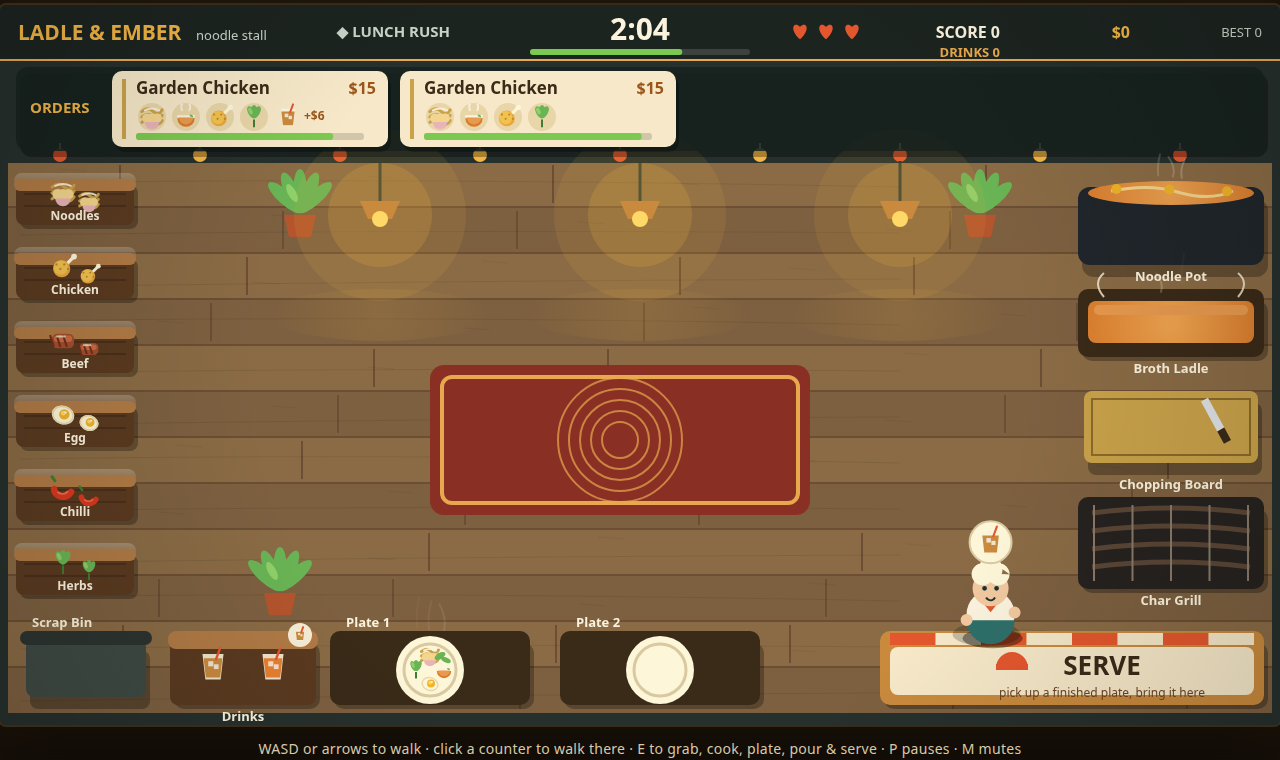 LADLE & EMBER noodle stall ◆ LUNCH RUSH 2:04 SCORE 0 $0 BEST 0
DRINKS 0
ORDERS
Garden Chicken $15
+$6
Garden Chicken $15
Noodles
Chicken
Beef
Egg
Chilli
Herbs
Noodle Pot
Broth Ladle
Chopping Board
Char Grill
Scrap Bin
Drinks
Plate 1
Plate 2
SERVE
pick up a finished plate, bring it here
WASD or arrows to walk · click a counter to walk there · E to grab, cook, plate, pour & serve · P pauses · M mutes